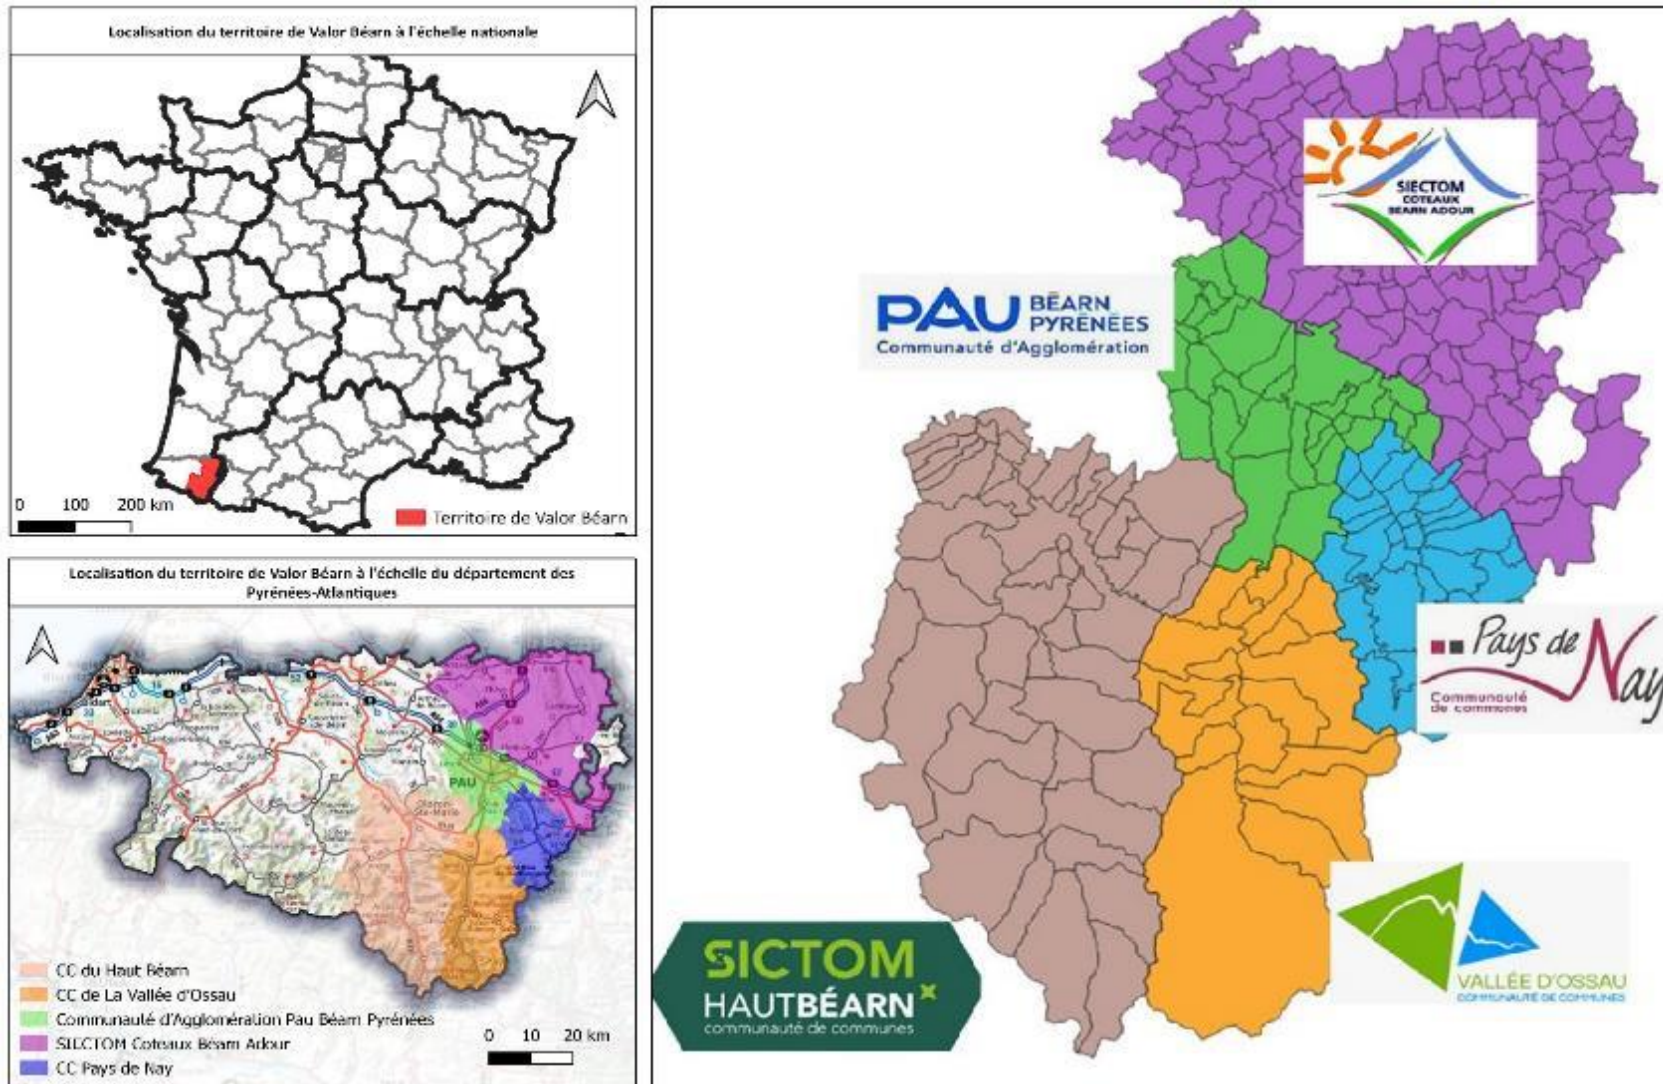 Localisation du territoire de Valor Béarn à l'échelle nationale
0 100 200 km
Territoire de Valor Béarn
Localisation du territoire de Valor Béarn à l'échelle du département des
Pyrénées-Atlantiques
PAU
Oloron-
Ste-Marie
CC du Haut Béarn
CC de La Vallée d'Ossau
Communauté d'Agglomération Pau Béarn Pyrénées
SIECTOM Coteaux Béarn Adour
CC Pays de Nay
0 10 20 km
SIECTOM
COTEAUX
BEARN ADOUR
PAU BÉARN
PYRÉNÉES
Communauté d'Agglomération
Pays de
Nay
Communauté
de communes
SICTOM
HAUTBÉARN
communauté de communes
VALLÉE D'OSSAU
COMMUNAUTÉ DE COMMUNES